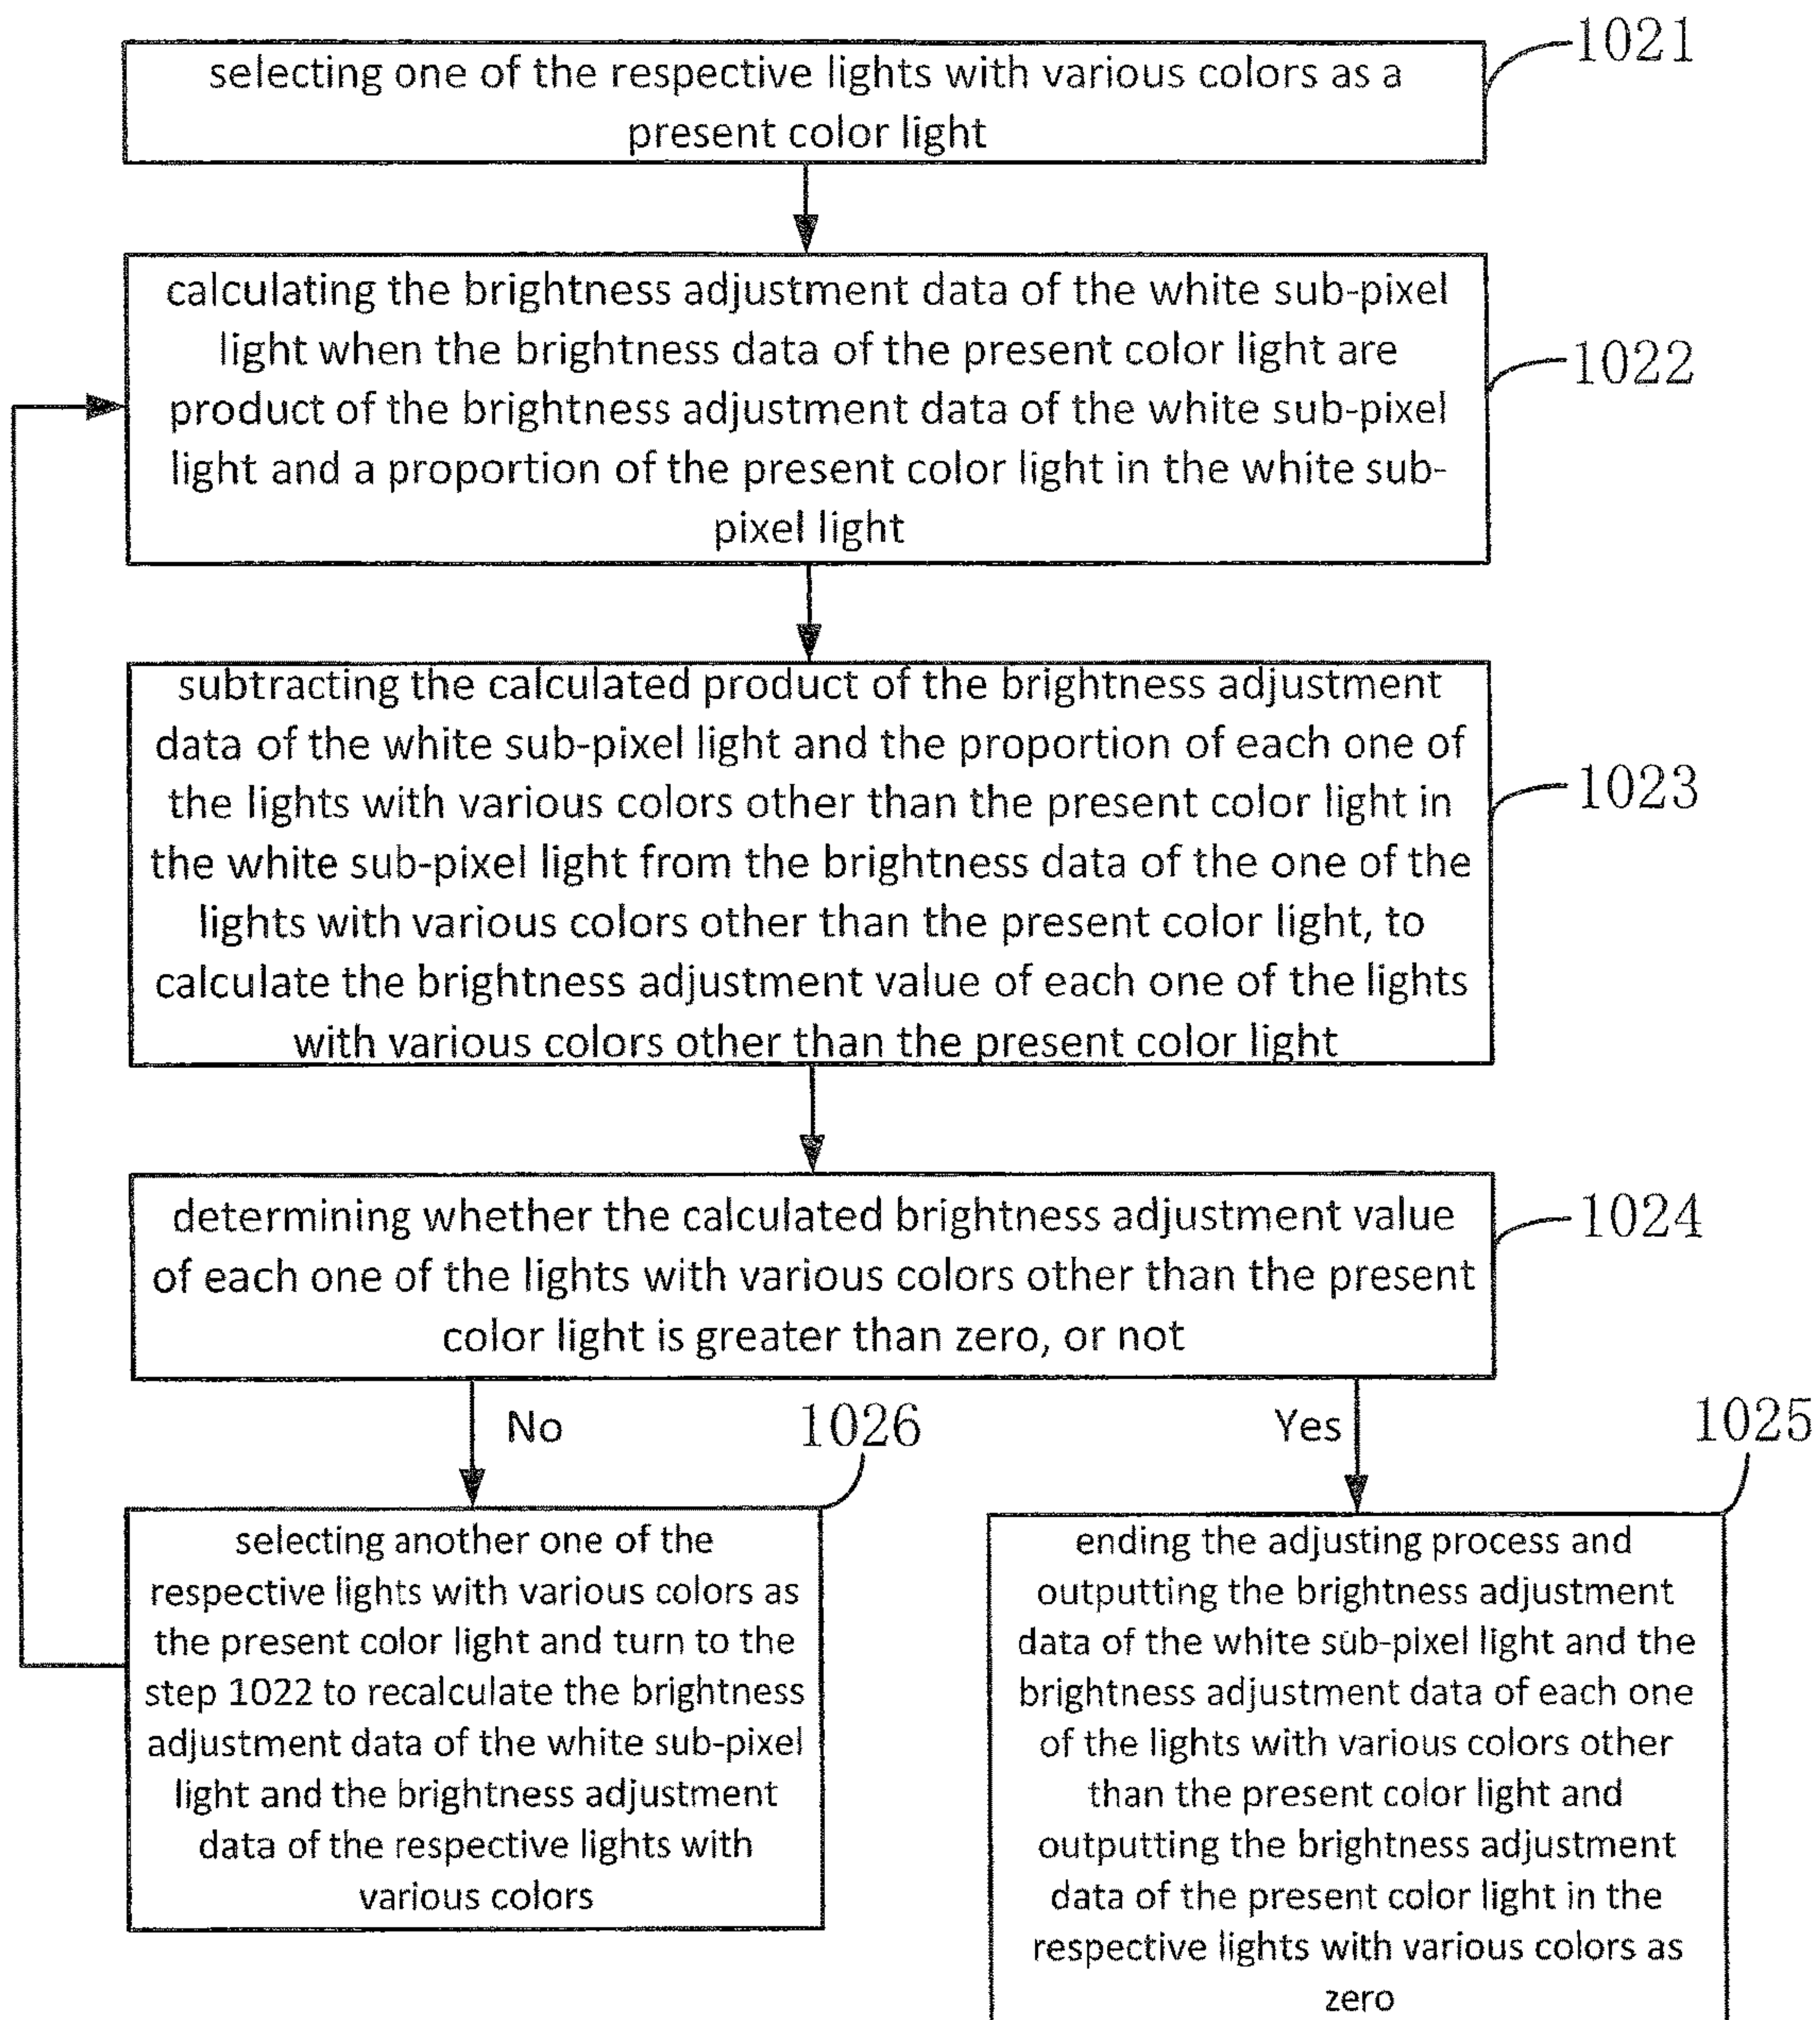 selecting one of the respective lights with various colors as a
present color light
1021
calculating the brightness adjustment data of the white sub-pixel
light when the brightness data of the present color light are
product of the brightness adjustment data of the white sub-pixel
light and a proportion of the present color light in the white sub-
pixel light
1022
subtracting the calculated product of the brightness adjustment
data of the white sub-pixel light and the proportion of each one of
the lights with various colors other than the present color light in
the white sub-pixel light from the brightness data of the one of the
lights with various colors other than the present color light, to
calculate the brightness adjustment value of each one of the lights
with various colors other than the present color light
1023
determining whether the calculated brightness adjustment value
of each one of the lights with various colors other than the present
color light is greater than zero, or not
1024
No
1026
Yes
1025
selecting another one of the
respective lights with various colors as
the present color light and turn to the
step 1022 to recalculate the brightness
adjustment data of the white sub-pixel
light and the brightness adjustment
data of the respective lights with
various colors
ending the adjusting process and
outputting the brightness adjustment
data of the white sub-pixel light and the
brightness adjustment data of each one
of the lights with various colors other
than the present color light and
outputting the brightness adjustment
data of the present color light in the
respective lights with various colors as
zero